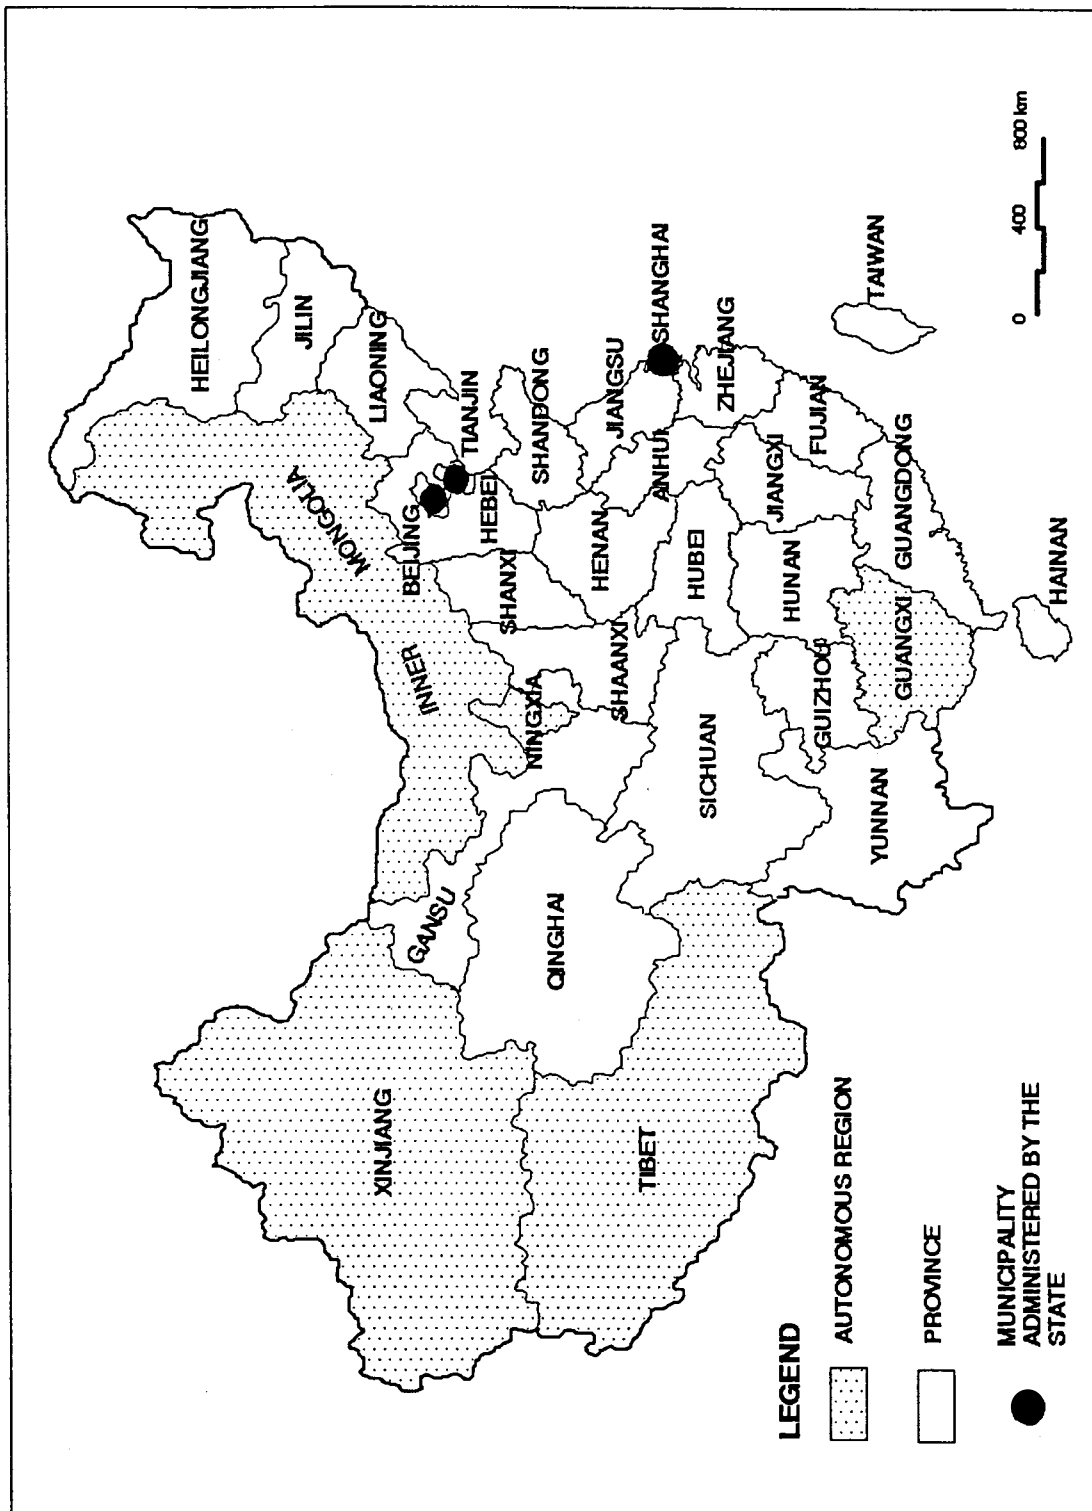 HEILONGJIANG
JILIN
LIAONING
INNER
MONGOLIA
XINJIANG
GANSU
BEIJING
TIANJIN
HEBEI
SHANXI
SHANDONG
NINGXIA
QINGHAI
SHAANXI
HENAN
JIANGSU
SHANGHAI
ANHUI
TIBET
SICHUAN
HUBEI
ZHEJIANG
HUNAN
JIANGXI
FUJIAN
GUIZHOU
YUNNAN
GUANGXI
GUANGDONG
TAIWAN
HAINAN
LEGEND
AUTONOMOUS REGION
PROVINCE
MUNICIPALITY
ADMINISTERED BY THE
STATE
0 400 800 km